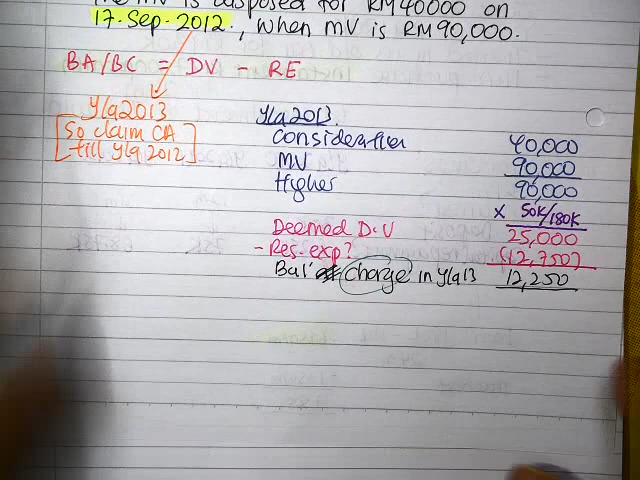 the MV is disposed for RM40000 on
17. Sep. 2012., when MV is RM90,000.
BA/BC = DV - RE
Y/a2013
[So claim CA
till Y/a 2012]
Y/a2013.
Consideration 40,000
MV 90,000
Higher 90,000
x 50K/180K
Deemed D.V 25,000
- Res. exp? (12,750)
Bal charge in Y/a13 12,250